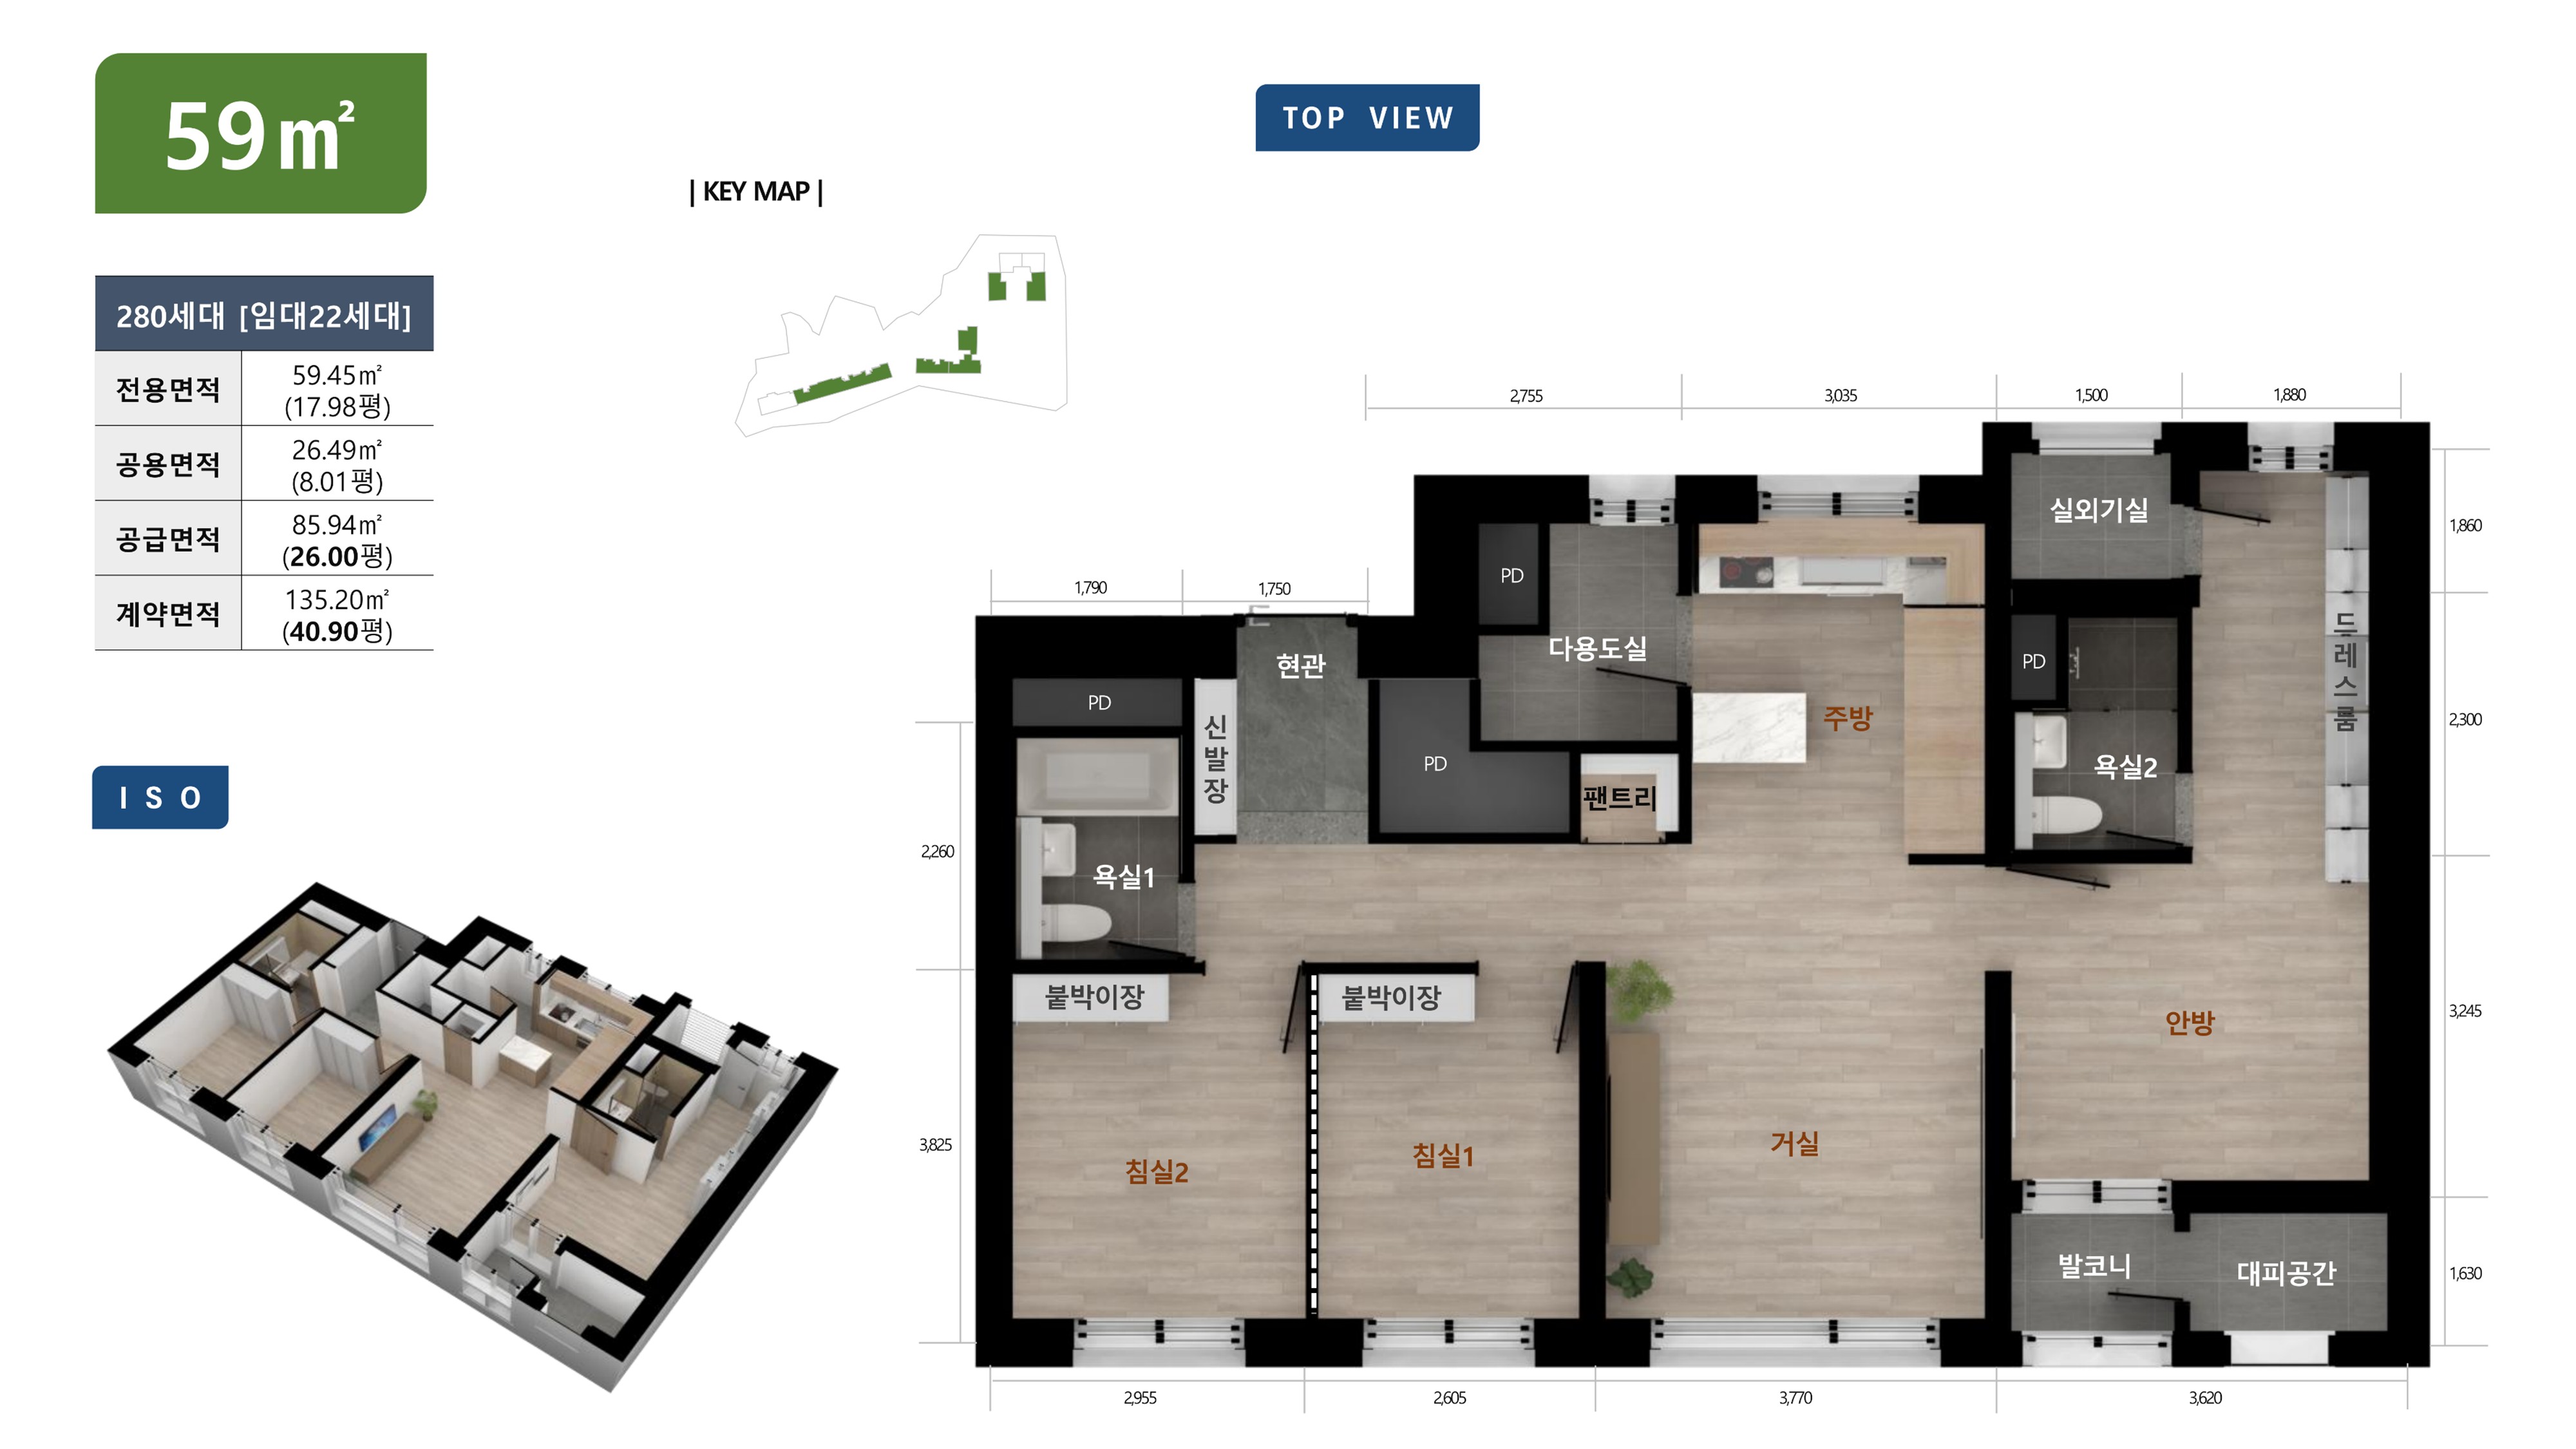 59㎡
TOP VIEW
| KEY MAP |
280세대 [임대22세대]
전용면적
59.45㎡
(17.98평)
공용면적
26.49㎡
(8.01평)
공급면적
85.94㎡
(26.00평)
계약면적
135.20㎡
(40.90평)
ISO
2,755
3,035
1,500
1,880
1,790
1,750
실외기실
1,860
PD
다용도실
현관
PD
드레스룸
PD
신발장
주방
2,300
PD
욕실2
팬트리
2,260
욕실1
붙박이장
붙박이장
안방
3,245
3,825
침실2
침실1
거실
발코니
대피공간
1,630
2,955
2,605
3,770
3,620